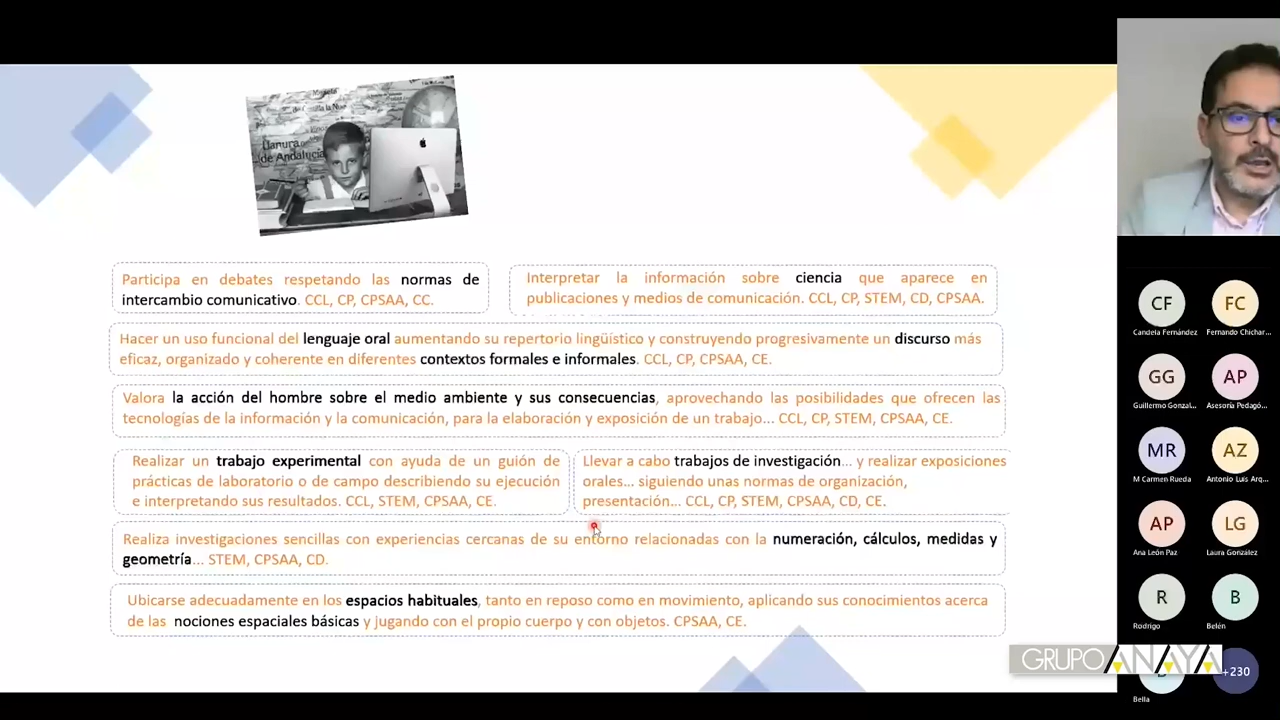 Llanura
de Andalucía
Participa en debates respetando las normas de
intercambio comunicativo. CCL, CP, CPSAA, CC.
Interpretar la información sobre ciencia que aparece en
publicaciones y medios de comunicación. CCL, CP, STEM, CD, CPSAA.
Hacer un uso funcional del lenguaje oral aumentando su repertorio lingüístico y construyendo progresivamente un discurso más
eficaz, organizado y coherente en diferentes contextos formales e informales. CCL, CP, CPSAA, CE.
Valora la acción del hombre sobre el medio ambiente y sus consecuencias, aprovechando las posibilidades que ofrecen las
tecnologías de la información y la comunicación, para la elaboración y exposición de un trabajo... CCL, CP, STEM, CPSAA, CE.
Realizar un trabajo experimental con ayuda de un guión de
prácticas de laboratorio o de campo describiendo su ejecución
e interpretando sus resultados. CCL, STEM, CPSAA, CE.
Llevar a cabo trabajos de investigación... y realizar exposiciones
orales... siguiendo unas normas de organización,
presentación... CCL, CP, STEM, CPSAA, CD, CE.
Realiza investigaciones sencillas con experiencias cercanas de su entorno relacionadas con la numeración, cálculos, medidas y
geometría... STEM, CPSAA, CD.
Ubicarse adecuadamente en los espacios habituales, tanto en reposo como en movimiento, aplicando sus conocimientos acerca
de las nociones espaciales básicas y jugando con el propio cuerpo y con objetos. CPSAA, CE.
CF
FC
Candela Fernández
Fernando Chichar...
GG
AP
Guillermo Gonzal...
Asesoría Pedagó...
MR
AZ
M Carmen Rueda
Antonio Luis Arq...
AP
LG
Ana León Paz
Laura González
R
B
Rodrigo
Belén
GRUPO ANAYA
+230
Bella